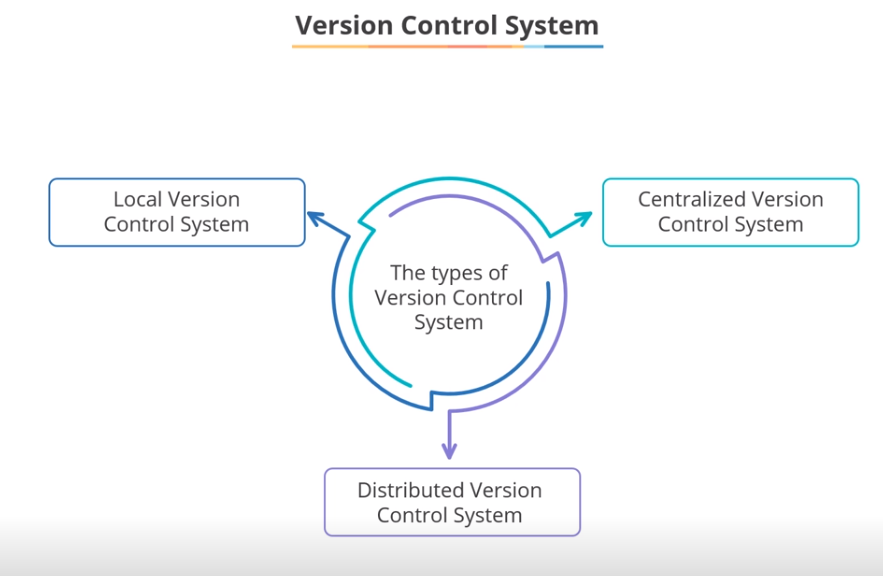 Version Control System
Local Version
Control System
Centralized Version
Control System
The types of
Version Control
System
Distributed Version
Control System